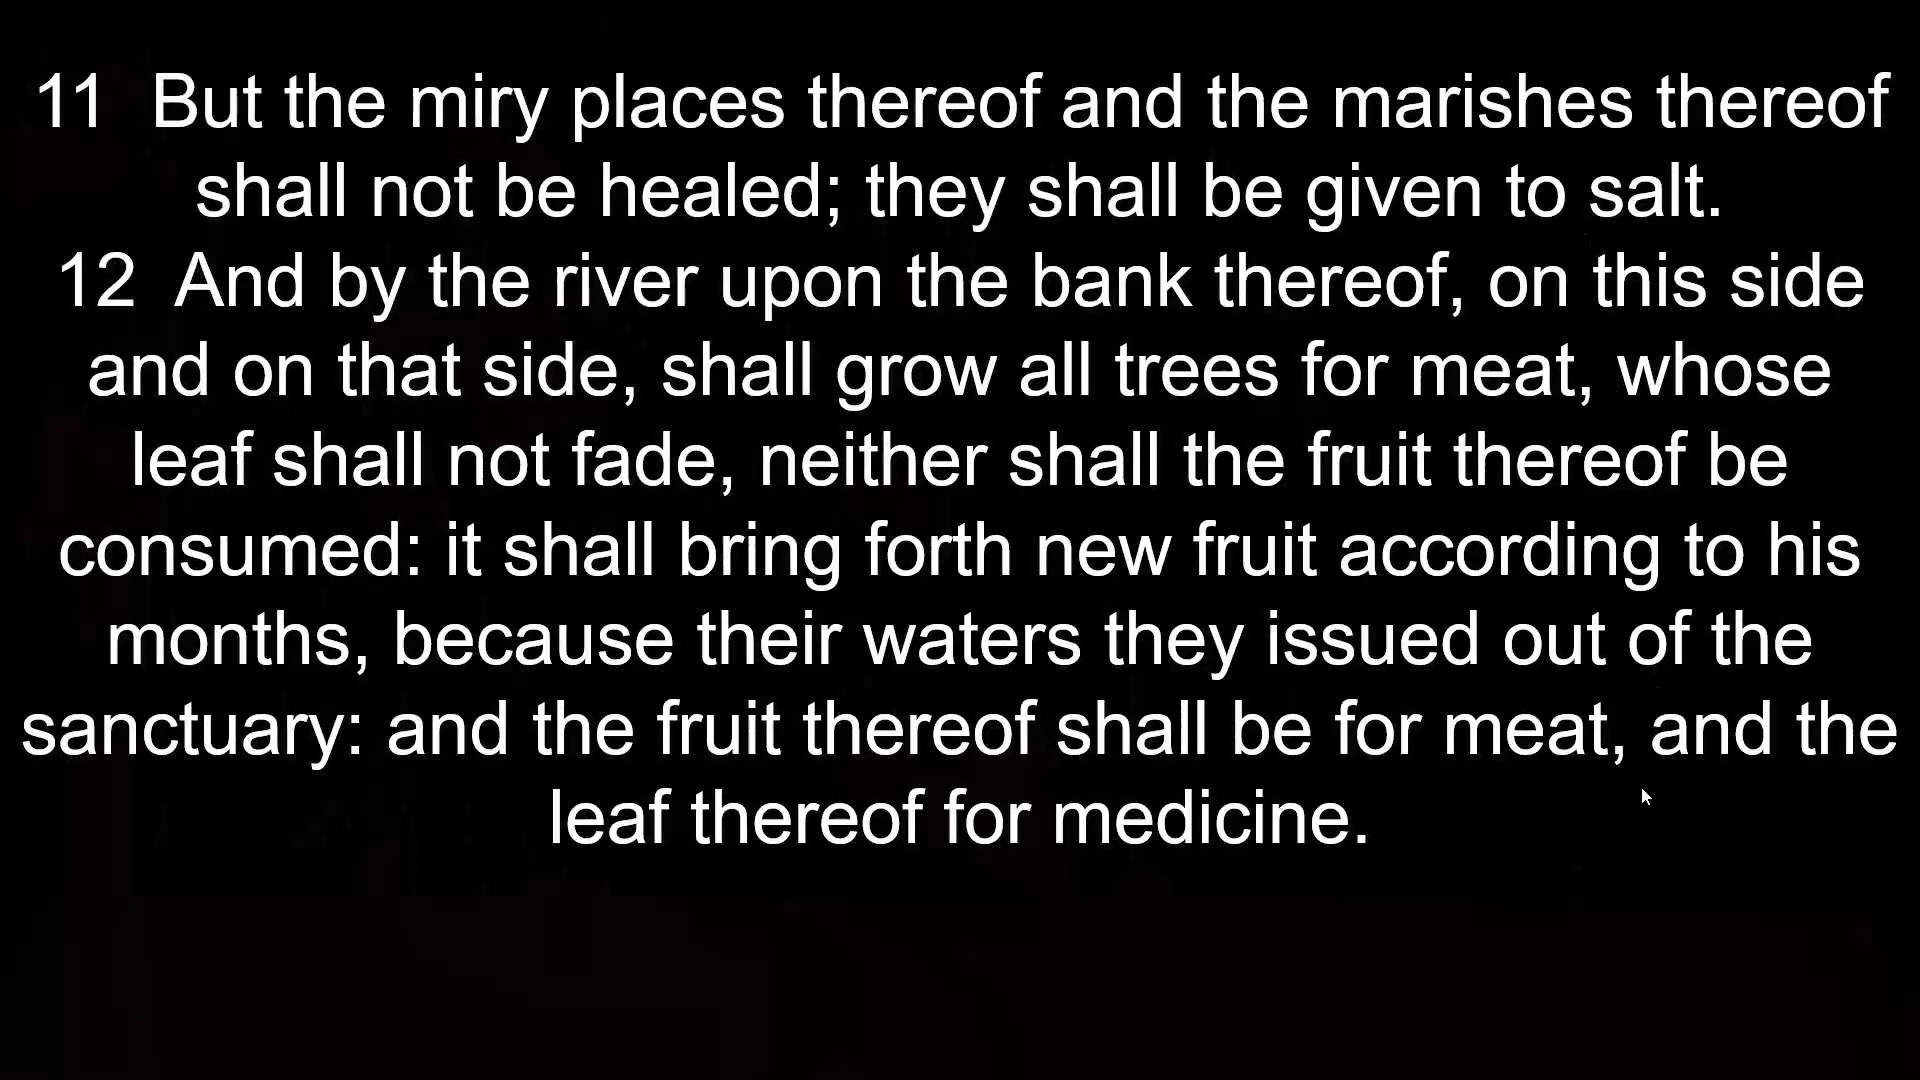 11  But the miry places thereof and the marishes thereof
shall not be healed; they shall be given to salt.
12  And by the river upon the bank thereof, on this side
and on that side, shall grow all trees for meat, whose
leaf shall not fade, neither shall the fruit thereof be
consumed: it shall bring forth new fruit according to his
months, because their waters they issued out of the
sanctuary: and the fruit thereof shall be for meat, and the
leaf thereof for medicine.